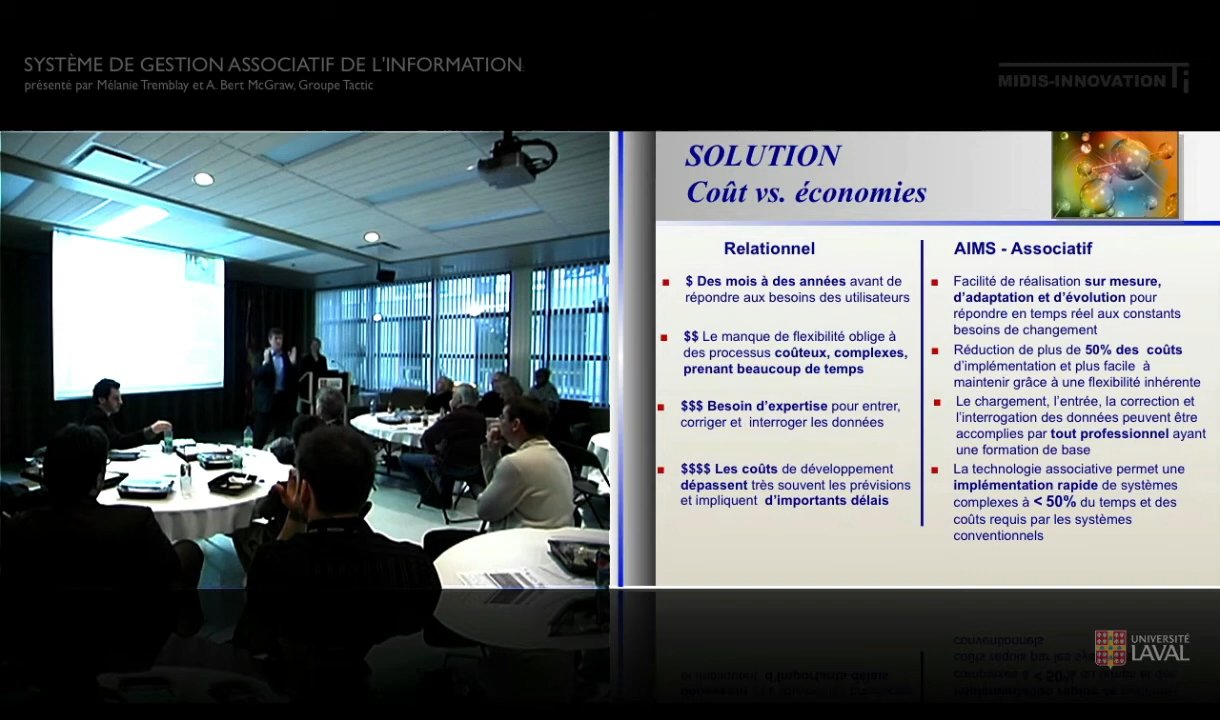 SYSTÈME DE GESTION ASSOCIATIF DE L'INFORMATION
présenté par Mélanie Tremblay et A. Bert McGraw, Groupe Tactic
MIDIS-INNOVATION Ti
SOLUTION
Coût vs. économies
Relationnel
$ Des mois à des années avant de
répondre aux besoins des utilisateurs
$$ Le manque de flexibilité oblige à
des processus coûteux, complexes,
prenant beaucoup de temps
$$$ Besoin d'expertise pour entrer,
corriger et interroger les données
$$$$ Les coûts de développement
dépassent très souvent les prévisions
et impliquent d'importants délais
AIMS - Associatif
Facilité de réalisation sur mesure,
d'adaptation et d'évolution pour
répondre en temps réel aux constants
besoins de changement
Réduction de plus de 50% des coûts
d'implémentation et plus facile à
maintenir grâce à une flexibilité inhérente
Le chargement, l'entrée, la correction et
l'interrogation des données peuvent être
accomplies par tout professionnel ayant
une formation de base
La technologie associative permet une
implémentation rapide de systèmes
complexes à < 50% du temps et des
coûts requis par les systèmes
conventionnels
UNIVERSITÉ
LAVAL